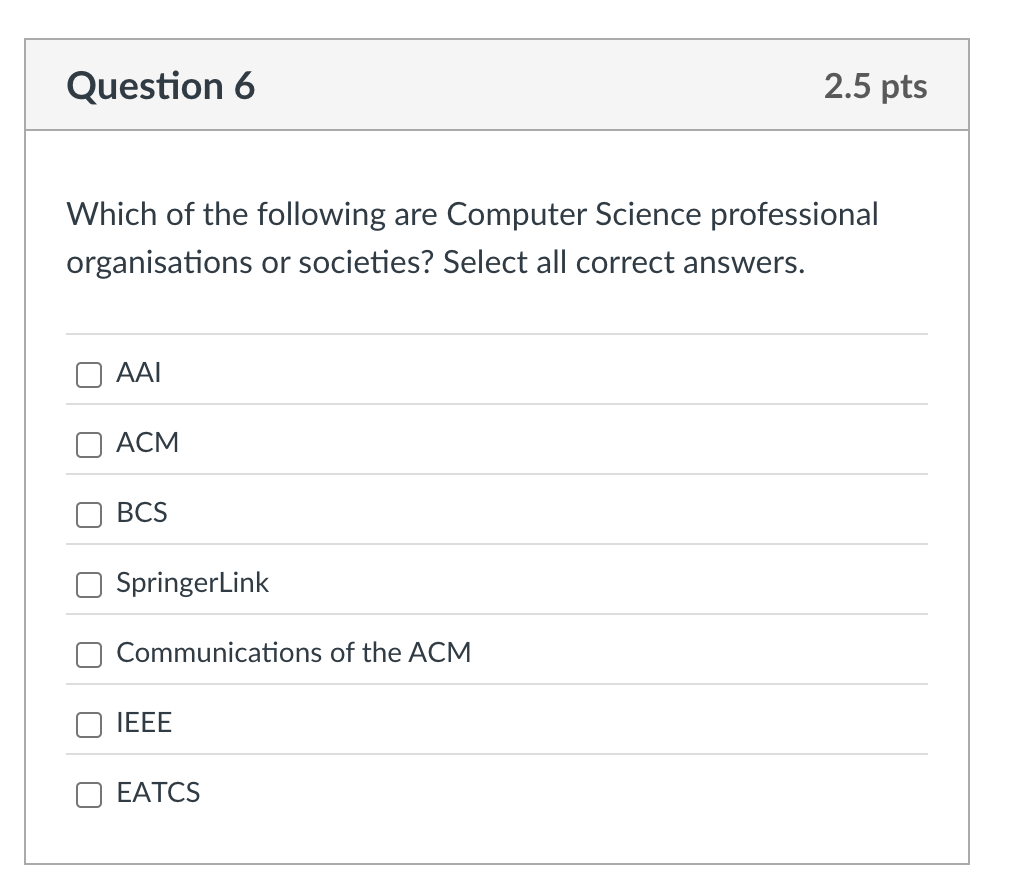 Question 6
2.5 pts
Which of the following are Computer Science professional
organisations or societies? Select all correct answers.
AAI
ACM
BCS
SpringerLink
Communications of the ACM
IEEE
EATCS